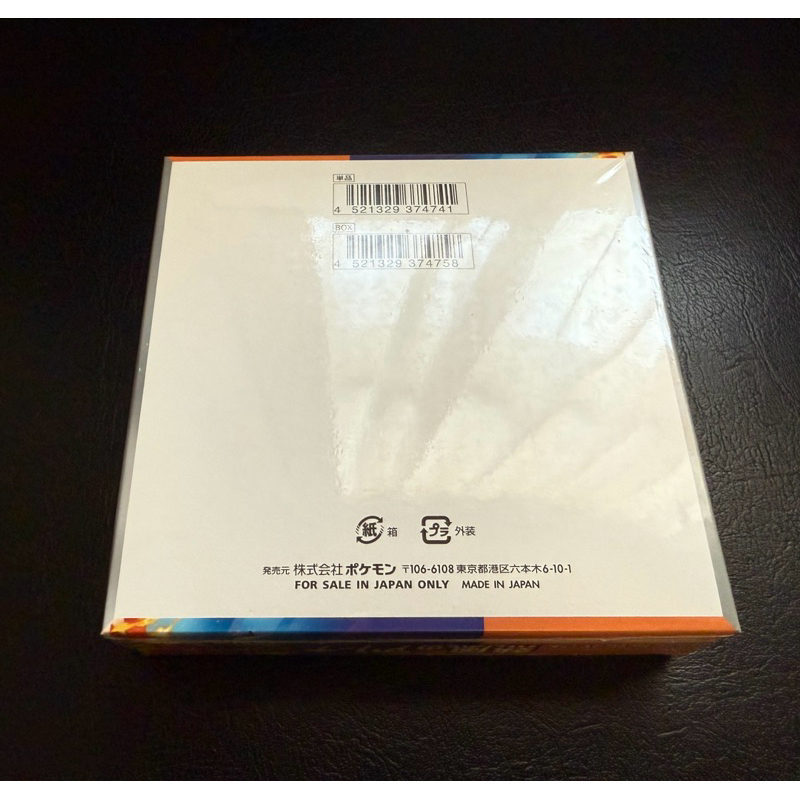 単品
4 521329 374741
BOX
4 521329 374758
紙 箱 プラ 外装
発売元 株式会社 ポケモン 〒106-6108 東京都港区六本木6-10-1
FOR SALE IN JAPAN ONLY MADE IN JAPAN